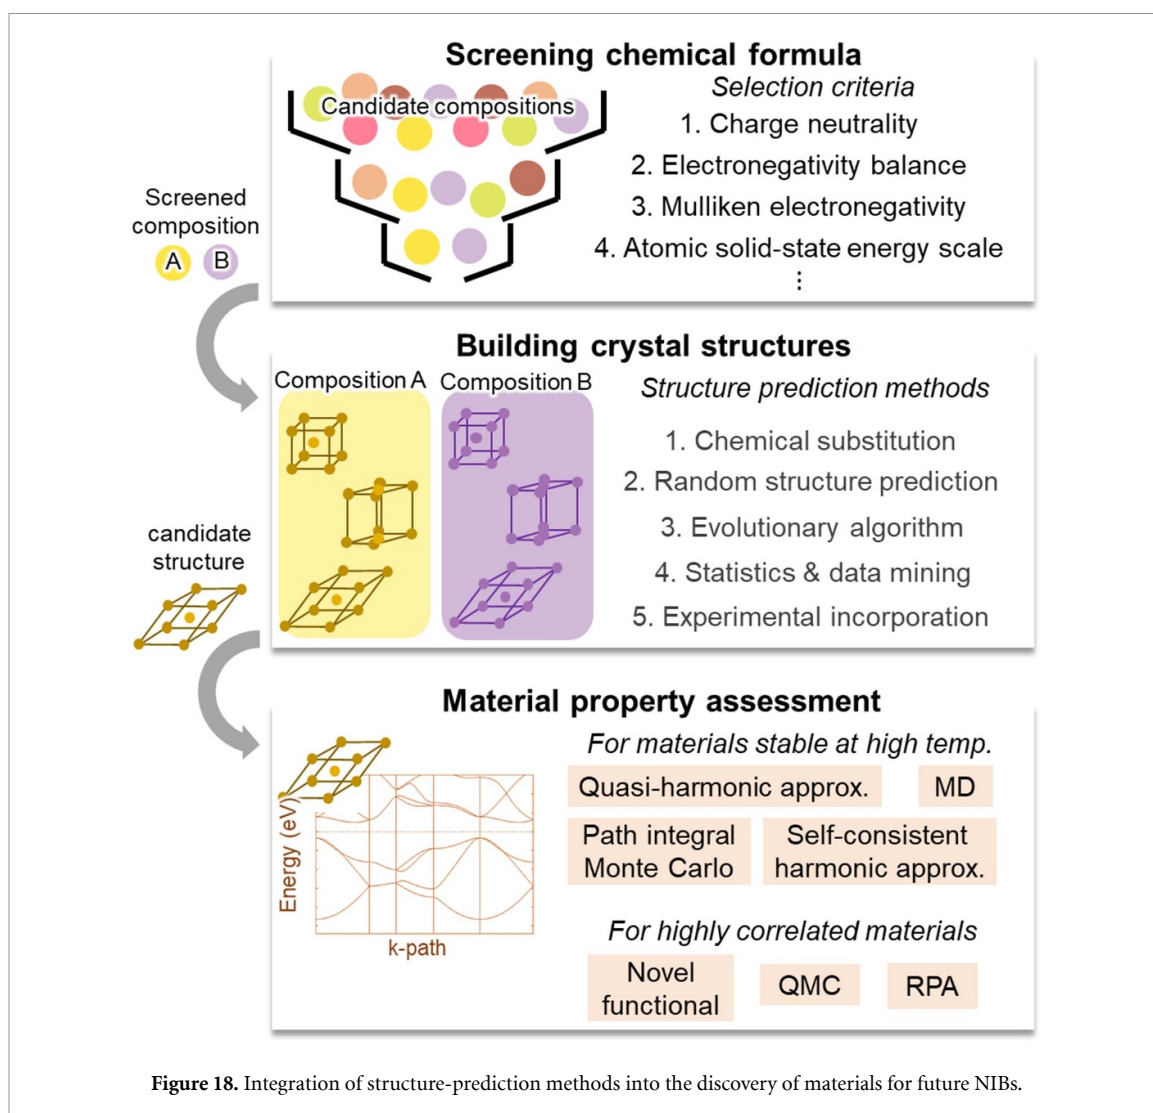 Screening chemical formula
Candidate compositions
Selection criteria
1. Charge neutrality
2. Electronegativity balance
3. Mulliken electronegativity
4. Atomic solid-state energy scale
⋮
Screened
composition
A B
Building crystal structures
Composition A
Composition B
Structure prediction methods
1. Chemical substitution
2. Random structure prediction
3. Evolutionary algorithm
4. Statistics & data mining
5. Experimental incorporation
candidate
structure
Material property assessment
Energy (eV)
k-path
For materials stable at high temp.
Quasi-harmonic approx.
MD
Path integral
Monte Carlo
Self-consistent
harmonic approx.
For highly correlated materials
Novel
functional
QMC
RPA
Figure 18. Integration of structure-prediction methods into the discovery of materials for future NIBs.